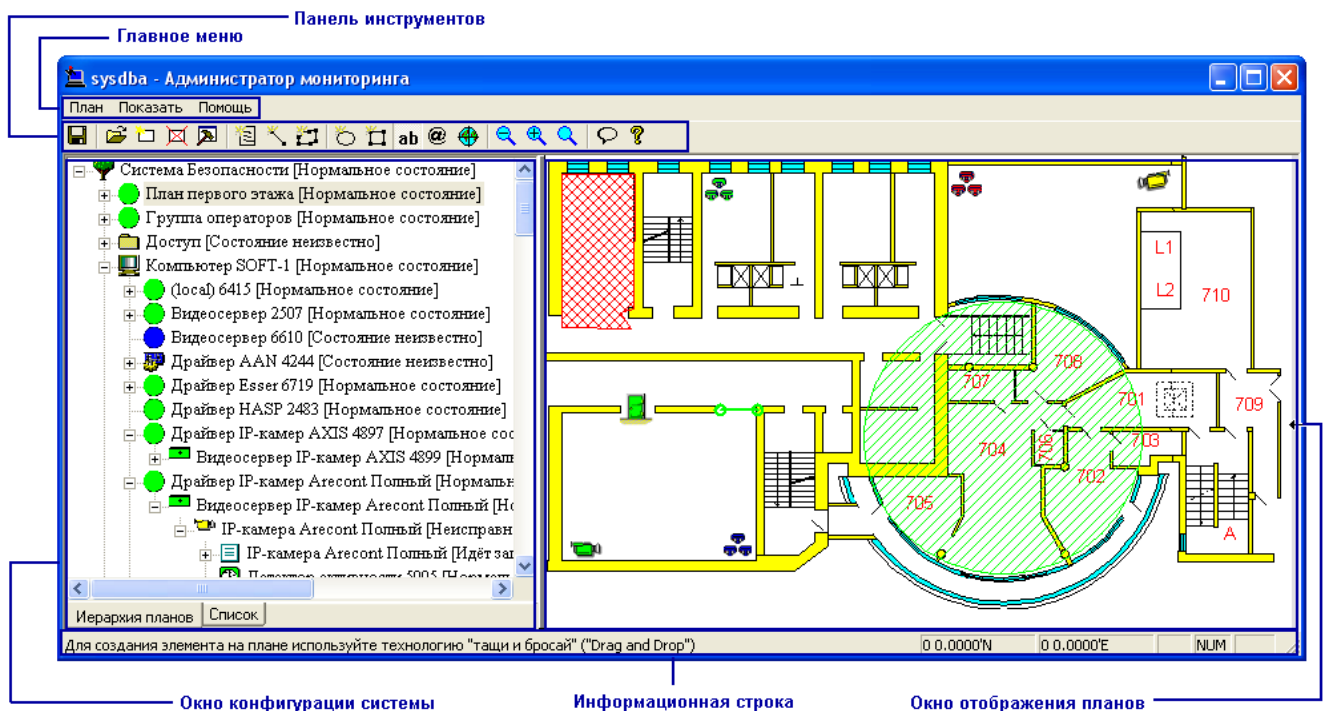 Панель инструментов
Главное меню
sysdba - Администратор мониторинга
План Показать Помощь
ab @ ?
Система Безопасности [Нормальное состояние]
План первого этажа [Нормальное состояние]
Группа операторов [Нормальное состояние]
Доступ [Состояние неизвестно]
Компьютер SOFT-1 [Нормальное состояние]
(local) 6415 [Нормальное состояние]
Видеосервер 2507 [Нормальное состояние]
Видеосервер 6610 [Состояние неизвестно]
Драйвер AAN 4244 [Состояние неизвестно]
Драйвер Esser 6719 [Нормальное состояние]
Драйвер HASP 2483 [Нормальное состояние]
Драйвер IP-камер AXIS 4897 [Нормальное сос
Видеосервер IP-камер AXIS 4899 [Нормаль
Драйвер IP-камер Arecont Полный [Нормальн
Видеосервер IP-камер Arecont Полный [Но
IP-камера Arecont Полный [Неисправн
IP-камера Arecont Полный [Идёт заг
Детектор активности 5005 [Нормаль
Иерархия планов Список
L1
L2
710
708
707
701
709
703
704
706
702
705
A
Для создания элемента на плане используйте технологию "тащи и бросай" ("Drag and Drop") 0 0.0000'N 0 0.0000'E NUM
Окно конфигурации системы
Информационная строка
Окно отображения планов